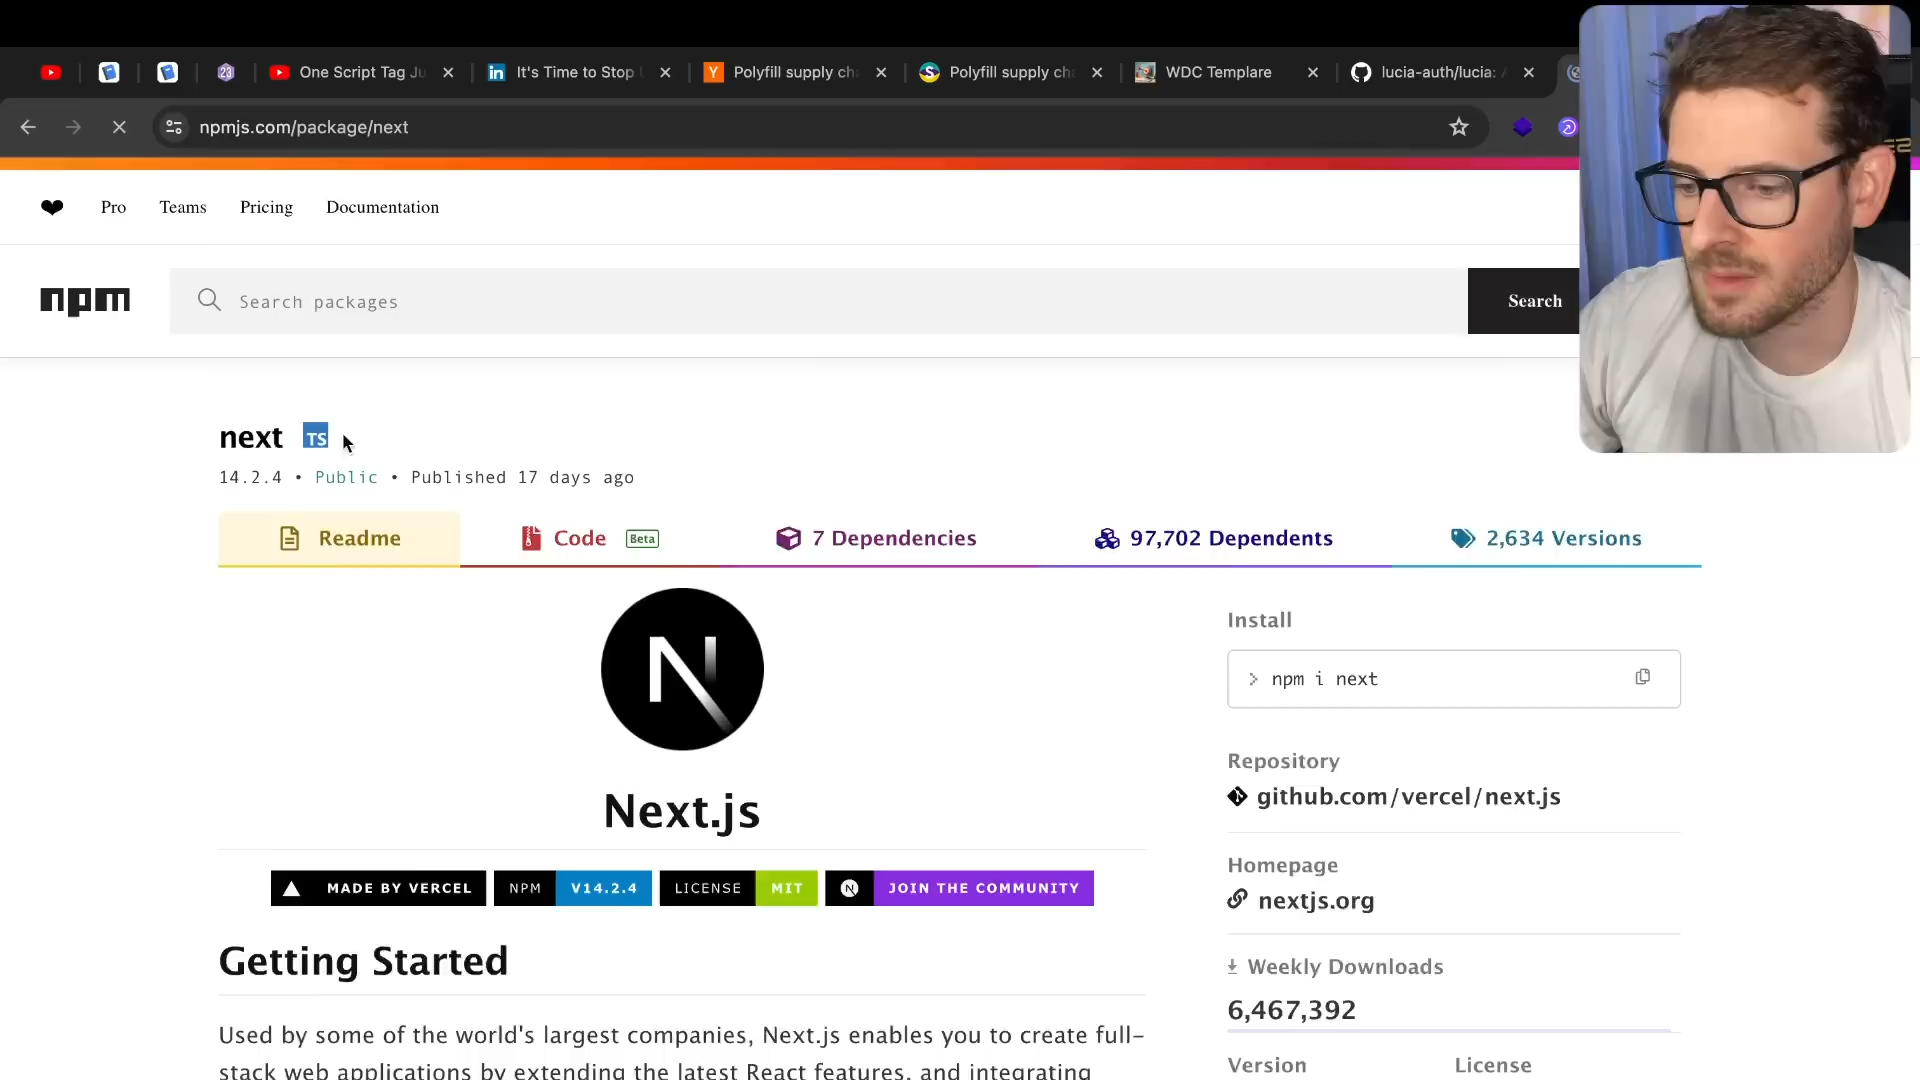 One Script Tag Ju
It's Time to Stop
Polyfill supply ch
Polyfill supply ch
WDC Templare
lucia-auth/lucia: A
npmjs.com/package/next
Pro
Teams
Pricing
Documentation
npm
Search packages
Search
next
TS
14.2.4 • Public • Published 17 days ago
Readme
Code
Beta
7 Dependencies
97,702 Dependents
2,634 Versions
Next.js
MADE BY VERCEL
NPM
V14.2.4
LICENSE
MIT
JOIN THE COMMUNITY
Getting Started
Used by some of the world's largest companies, Next.js enables you to create full-
stack web applications by extending the latest React features, and integrating
Install
> npm i next
Repository
github.com/vercel/next.js
Homepage
nextjs.org
Weekly Downloads
6,467,392
Version
License